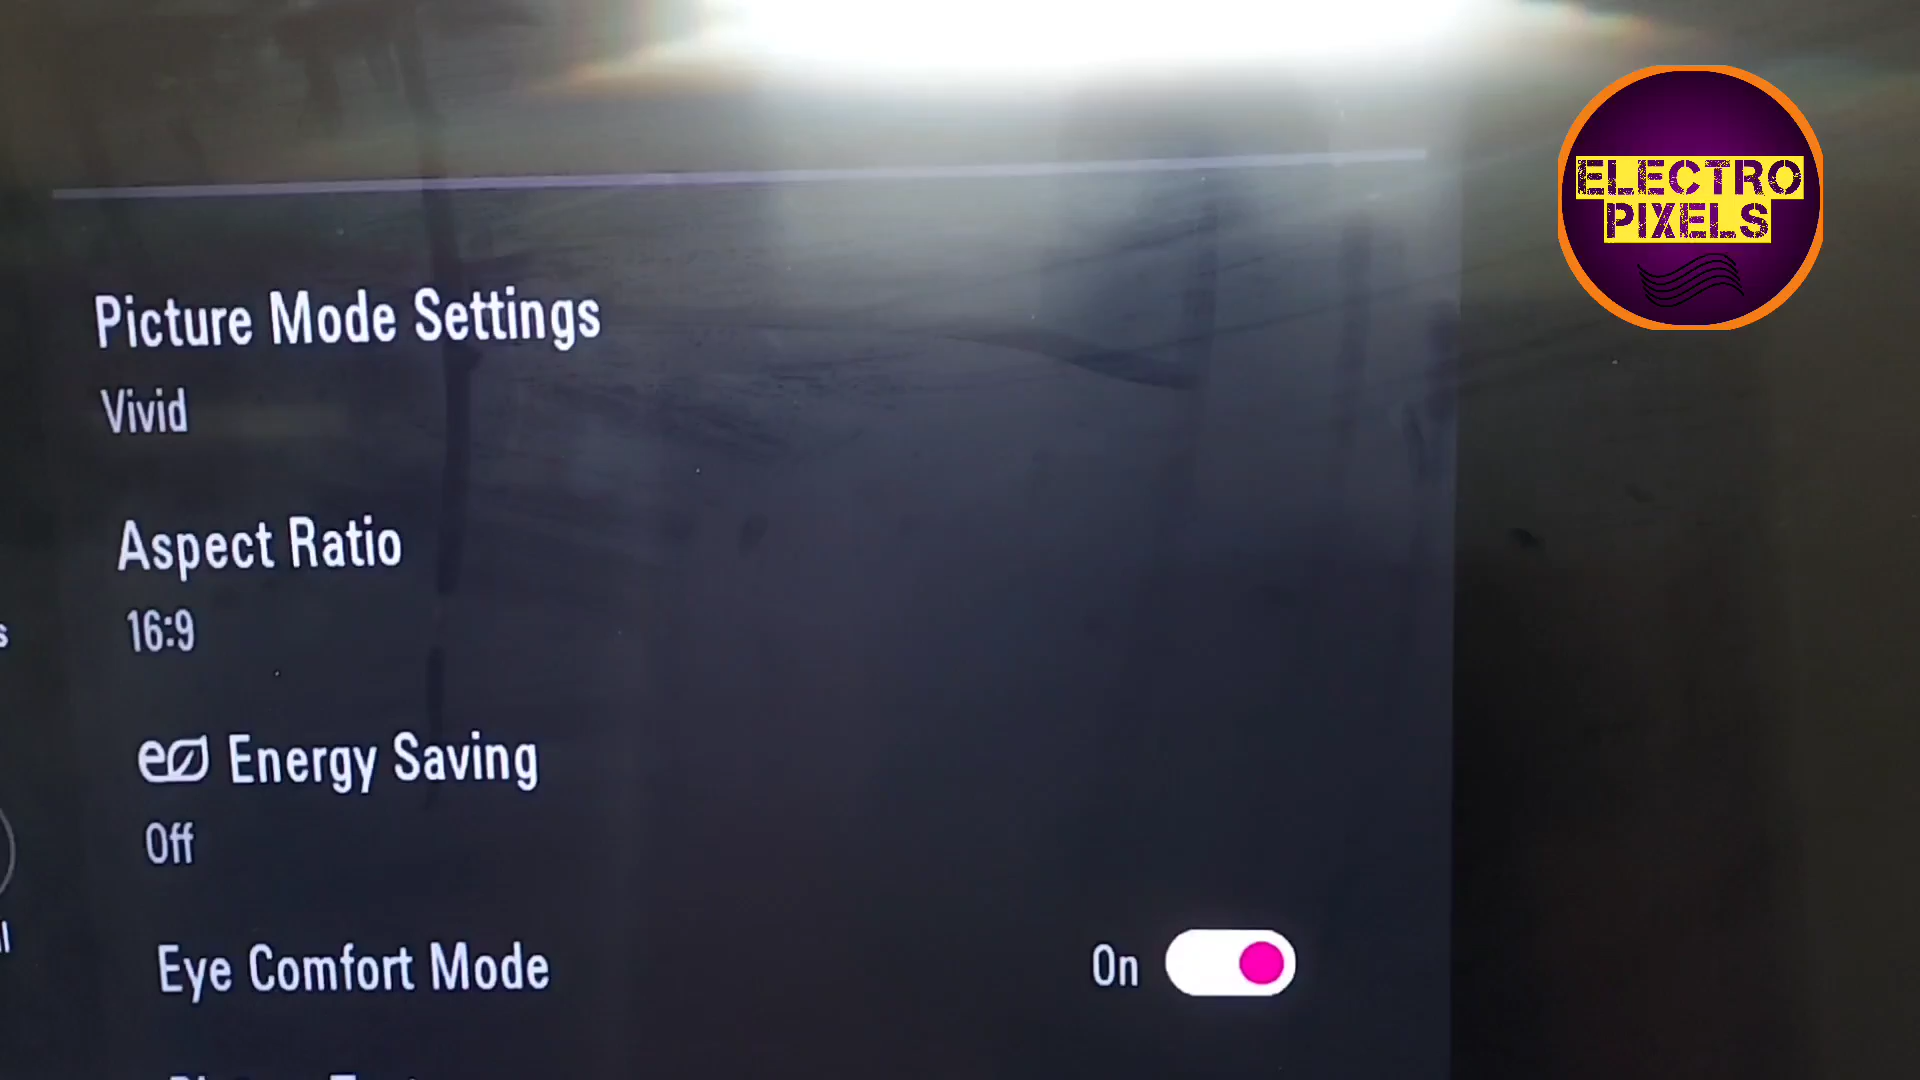 ELECTRO
PIXELS
Picture Mode Settings
Vivid
Aspect Ratio
16:9
Energy Saving
Off
Eye Comfort Mode
On